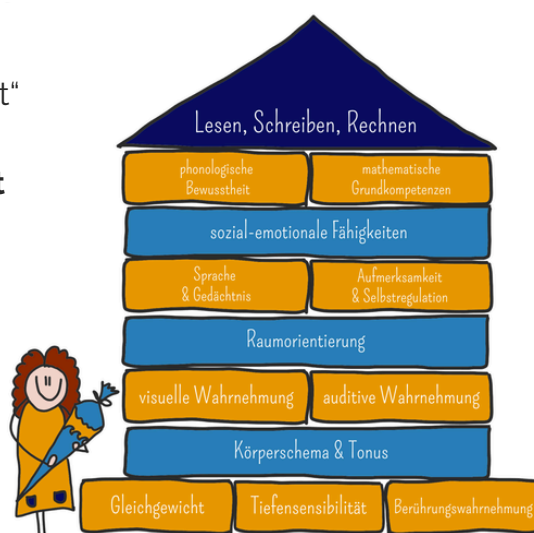 t“
t
Lesen, Schreiben, Rechnen
phonologische
Bewusstheit
mathematische
Grundkompetenzen
sozial-emotionale Fähigkeiten
Sprache
& Gedächtnis
Aufmerksamkeit
& Selbstregulation
Raumorientierung
visuelle Wahrnehmung
auditive Wahrnehmung
Körperschema & Tonus
Gleichgewicht
Tiefensensibilität
Berührungswahrnehmung